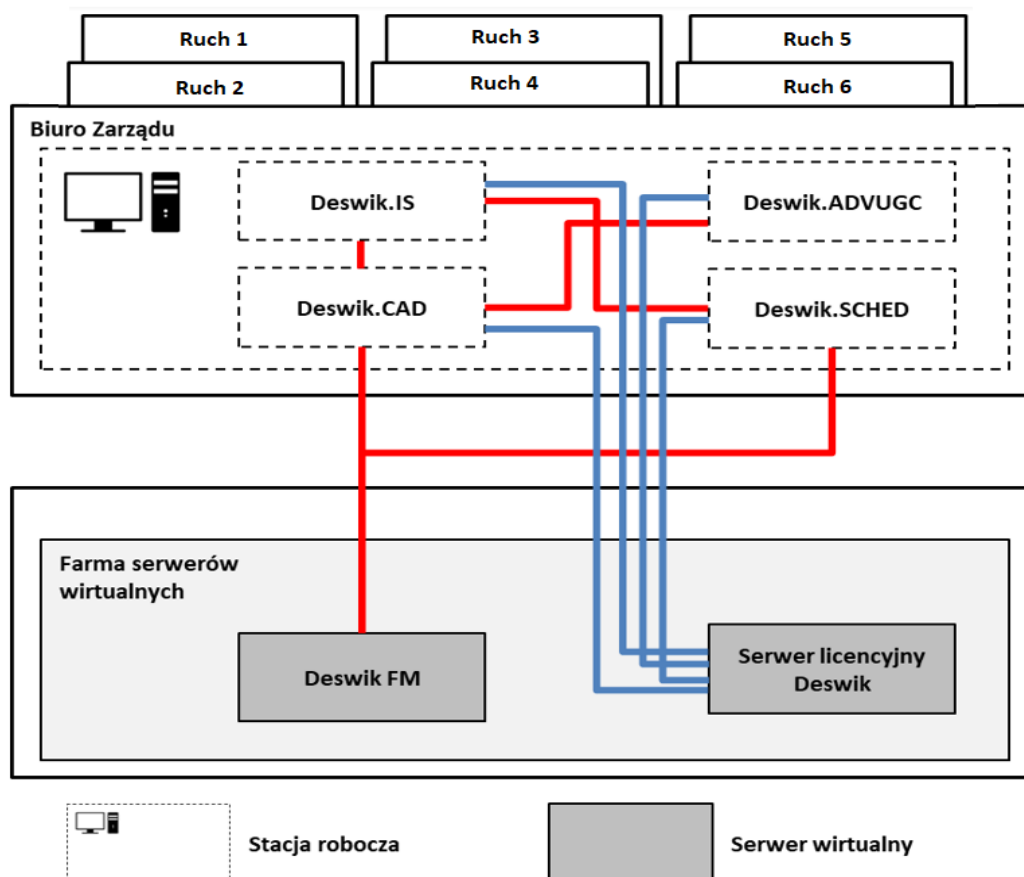 Ruch 1
Ruch 3
Ruch 5
Ruch 2
Ruch 4
Ruch 6
Biuro Zarządu
Deswik.IS
Deswik.ADVUGC
Deswik.CAD
Deswik.SCHED
Farma serwerów
wirtualnych
Deswik FM
Serwer licencyjny
Deswik
Stacja robocza
Serwer wirtualny